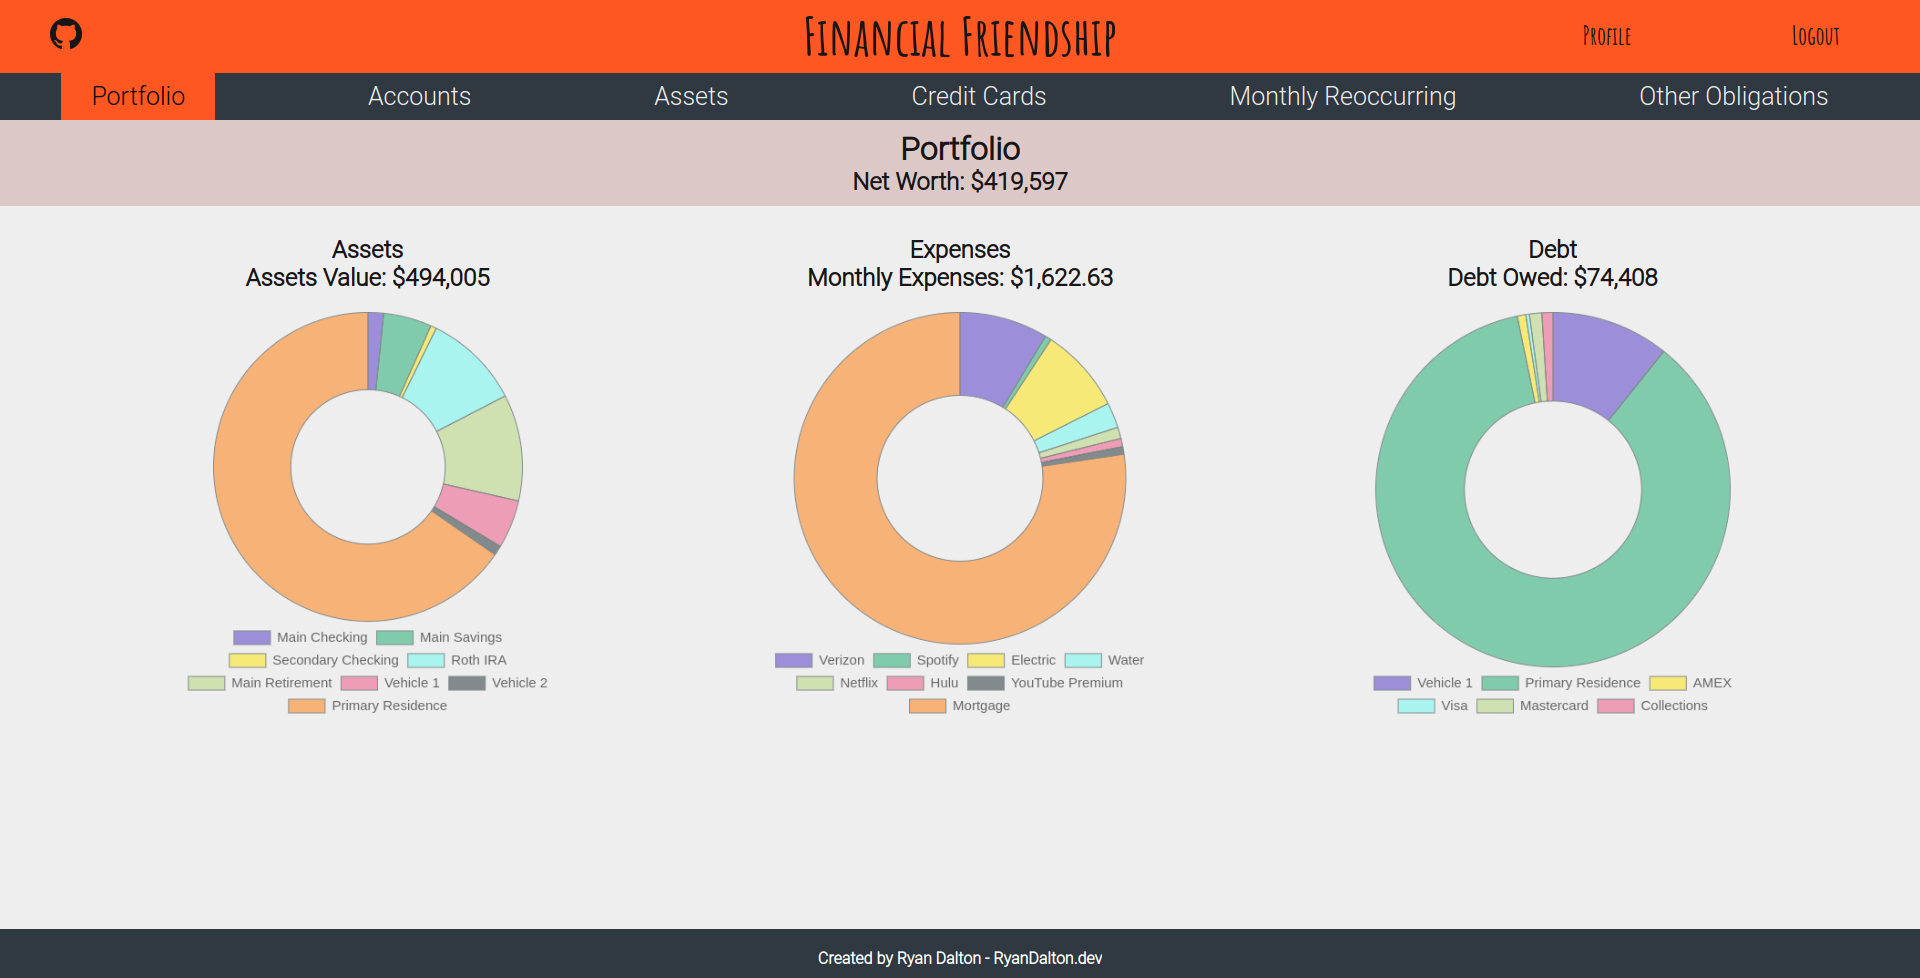 Financial Friendship
Profile
Logout
Portfolio
Accounts
Assets
Credit Cards
Monthly Reoccurring
Other Obligations
Portfolio
Net Worth: $419,597
Assets
Assets Value: $494,005
Main Checking
Main Savings
Secondary Checking
Roth IRA
Main Retirement
Vehicle 1
Vehicle 2
Primary Residence
Expenses
Monthly Expenses: $1,622.63
Verizon
Spotify
Electric
Water
Netflix
Hulu
YouTube Premium
Mortgage
Debt
Debt Owed: $74,408
Vehicle 1
Primary Residence
AMEX
Visa
Mastercard
Collections
Created by Ryan Dalton - RyanDalton.dev